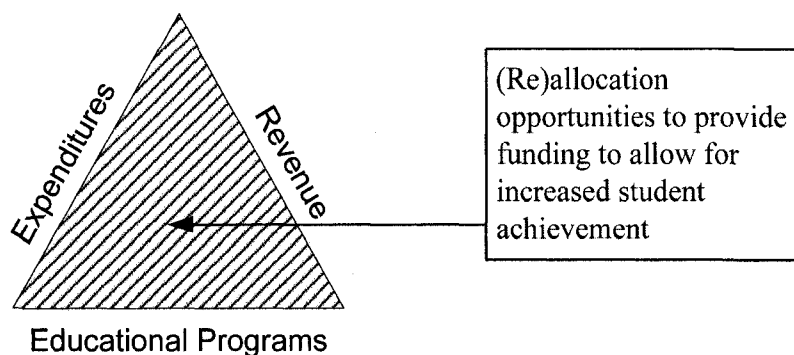 Expenditures
Revenue
(Re)allocation
opportunities to provide
funding to allow for
increased student
achievement
Educational Programs